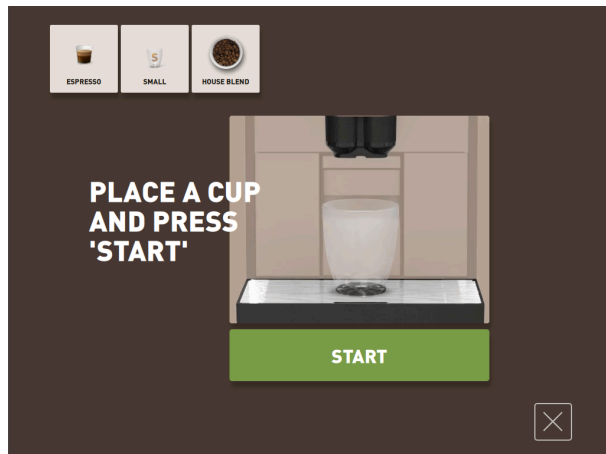 ESPRESSO
S
SMALL
HOUSE BLEND
PLACE A CUP
AND PRESS
'START'
START